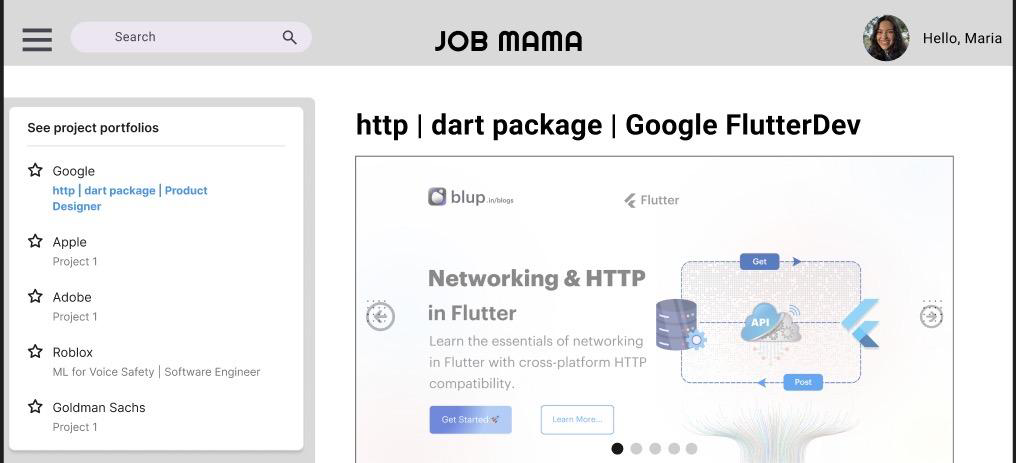 Search
JOB MAMA
Hello, Maria
See project portfolios
Google
http | dart package | Product
Designer
Apple
Project 1
Adobe
Project 1
Roblox
ML for Voice Safety | Software Engineer
Goldman Sachs
Project 1
http | dart package | Google FlutterDev
blup.in/blogs
Flutter
Networking & HTTP
in Flutter
Learn the essentials of networking
in Flutter with cross-platform HTTP
compatibility.
Get Started🚀
Learn More...
Get
API
Post